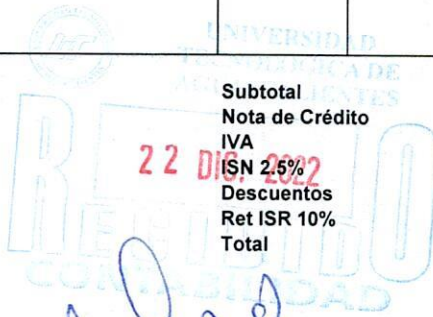 UNIVERSIDAD
TECNOLOGICA DE
AGUASCALIENTES
Subtotal
Nota de Crédito
IVA
22 DIC. 2022
ISN 2.5%
Descuentos
Ret ISR 10%
Total
RECIBIDO
CONTABILIDAD